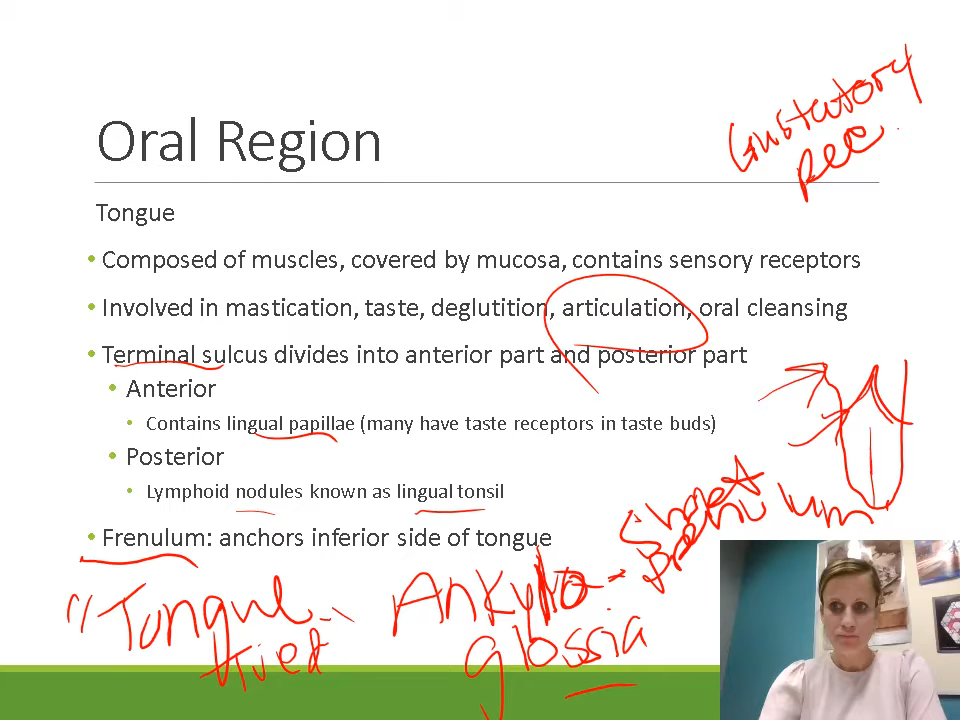 Gustatory
Rec.
Oral Region
Tongue
• Composed of muscles, covered by mucosa, contains sensory receptors
• Involved in mastication, taste, deglutition, articulation, oral cleansing
• Terminal sulcus divides into anterior part and posterior part
• Anterior
• Contains lingual papillae (many have taste receptors in taste buds)
• Posterior
• Lymphoid nodules known as lingual tonsil
• Frenulum: anchors inferior side of tongue
"Tongue
tied
Ankylo-
glossia
Short
frenulum